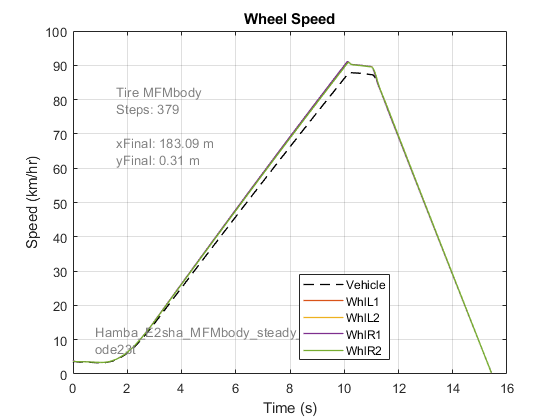 Wheel Speed
100
90
80
70
60
50
40
30
20
10
0
Speed (km/hr)
Tire MFMbody
Steps: 379
xFinal: 183.09 m
yFinal: 0.31 m
Hamba_E2sha_MFMbody_steady_
ode23t
Vehicle
WhlL1
WhlL2
WhlR1
WhlR2
0 2 4 6 8 10 12 14 16
Time (s)